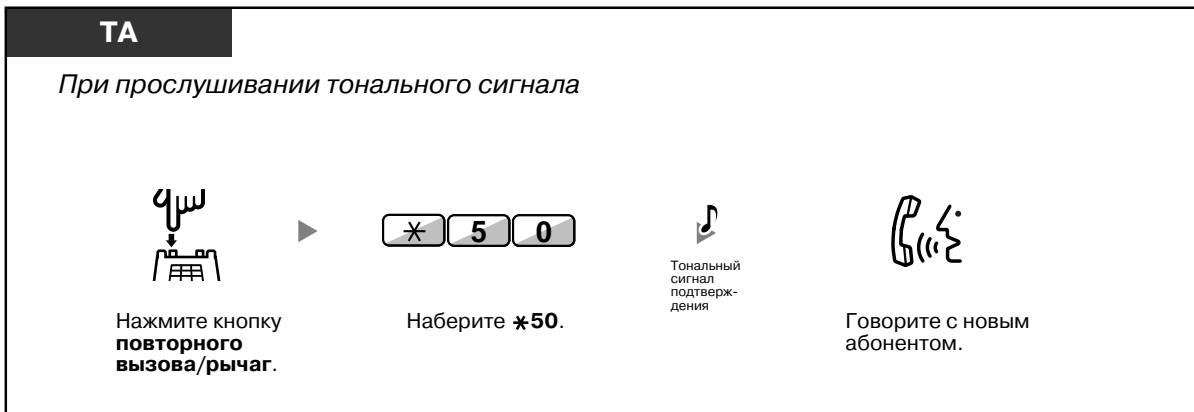 ТА
При прослушивании тонального сигнала
* 5 0
Тональный
сигнал
подтверж-
дения
Нажмите кнопку
повторного
вызова/рычаг.
Наберите *50.
Говорите с новым
абонентом.